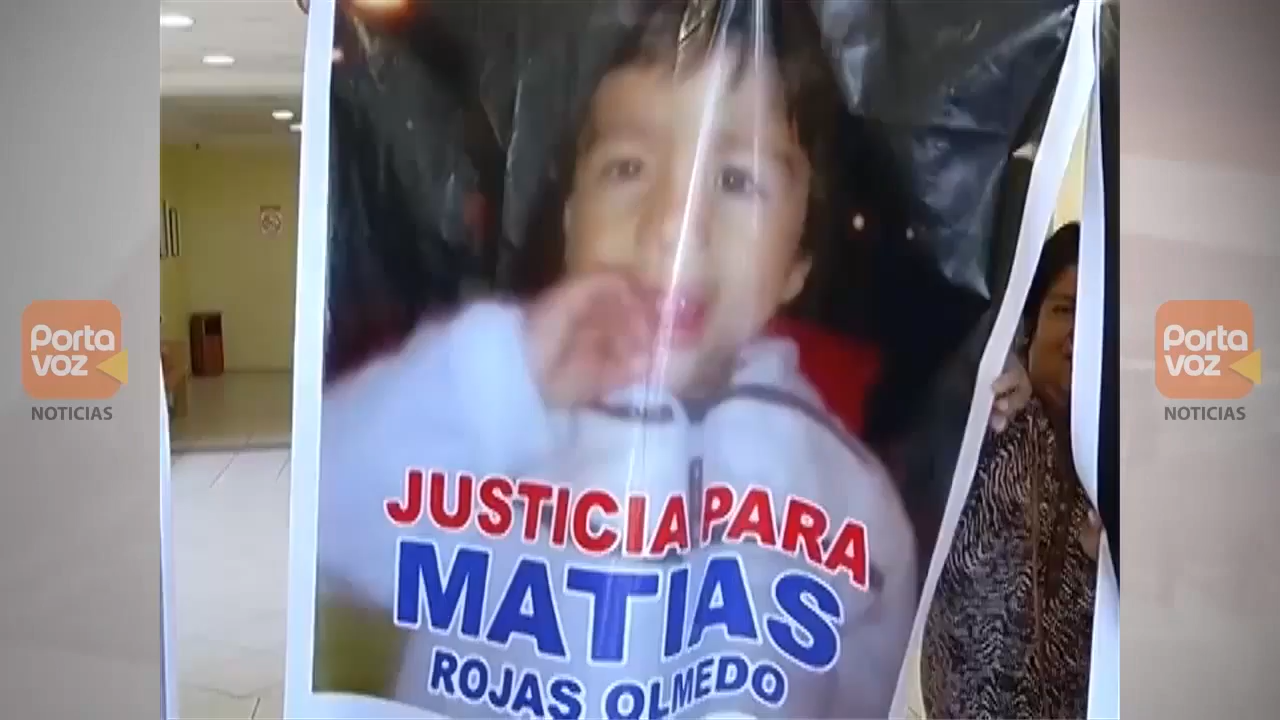 JUSTICIA PARA
MATIAS
ROJAS OLMEDO
Porta
voz
NOTICIAS
Porta
voz
NOTICIAS